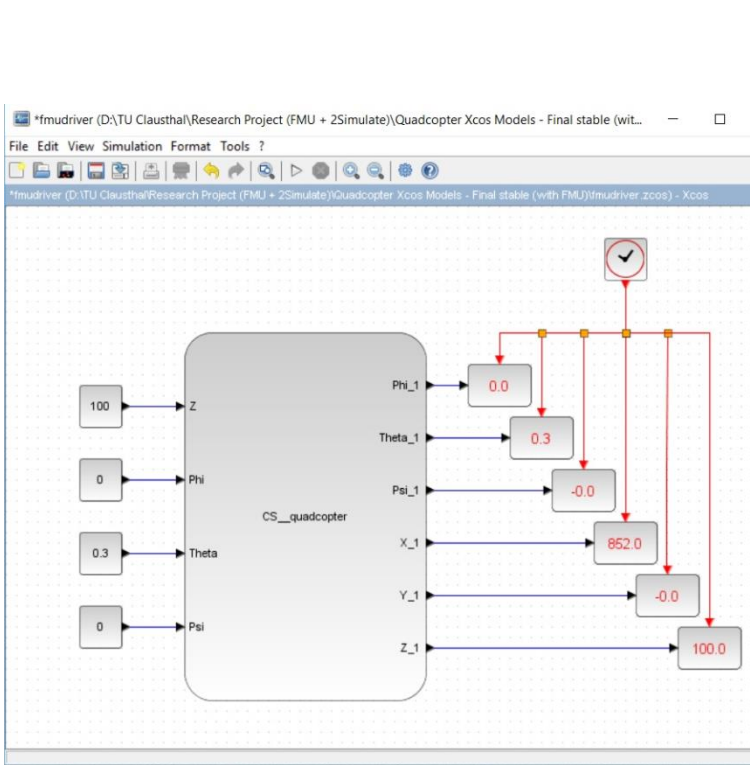 *fmudriver (D:\TU Clausthal\Research Project (FMU + 2Simulate)\Quadcopter Xcos Models - Final stable (wit...
File Edit View Simulation Format Tools ?
*fmudriver (D:\TU Clausthal\Research Project (FMU + 2Simulate)\Quadcopter Xcos Models - Final stable (with FMU)\fmudriver.zcos) - Xcos
Phi_1 0.0
100 Z
Theta_1 0.3
0 Phi
Psi_1 -0.0
CS__quadcopter
X_1 852.0
0.3 Theta
Y_1 -0.0
0 Psi
Z_1 100.0